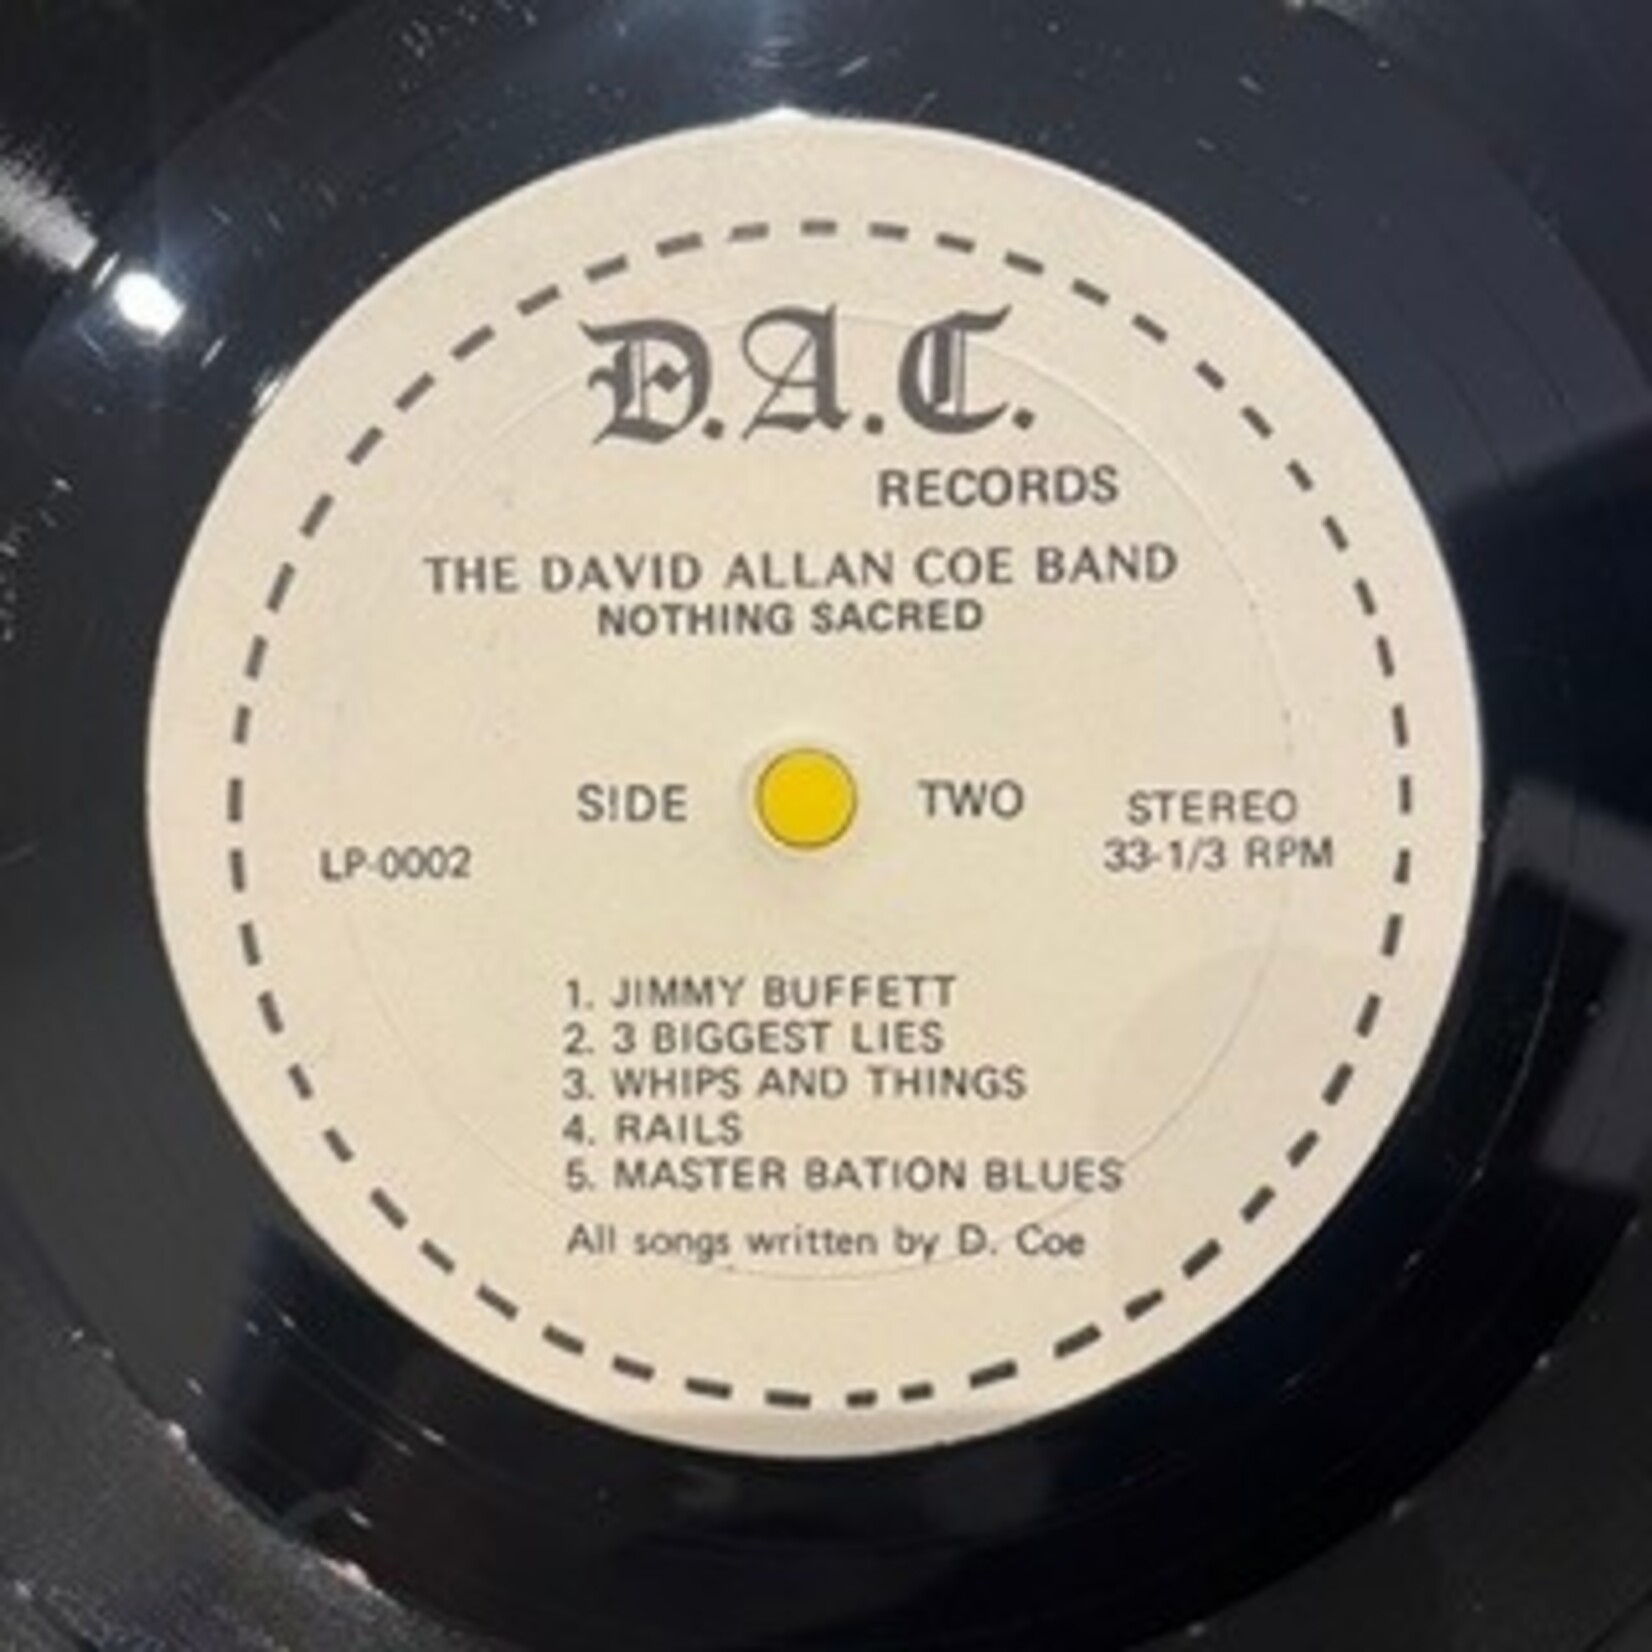 D.A.C.
RECORDS
THE DAVID ALLAN COE BAND
NOTHING SACRED
SIDE TWO
STEREO
LP-0002
33-1/3 RPM
1. JIMMY BUFFETT
2. 3 BIGGEST LIES
3. WHIPS AND THINGS
4. RAILS
5. MASTER BATION BLUES
All songs written by D. Coe